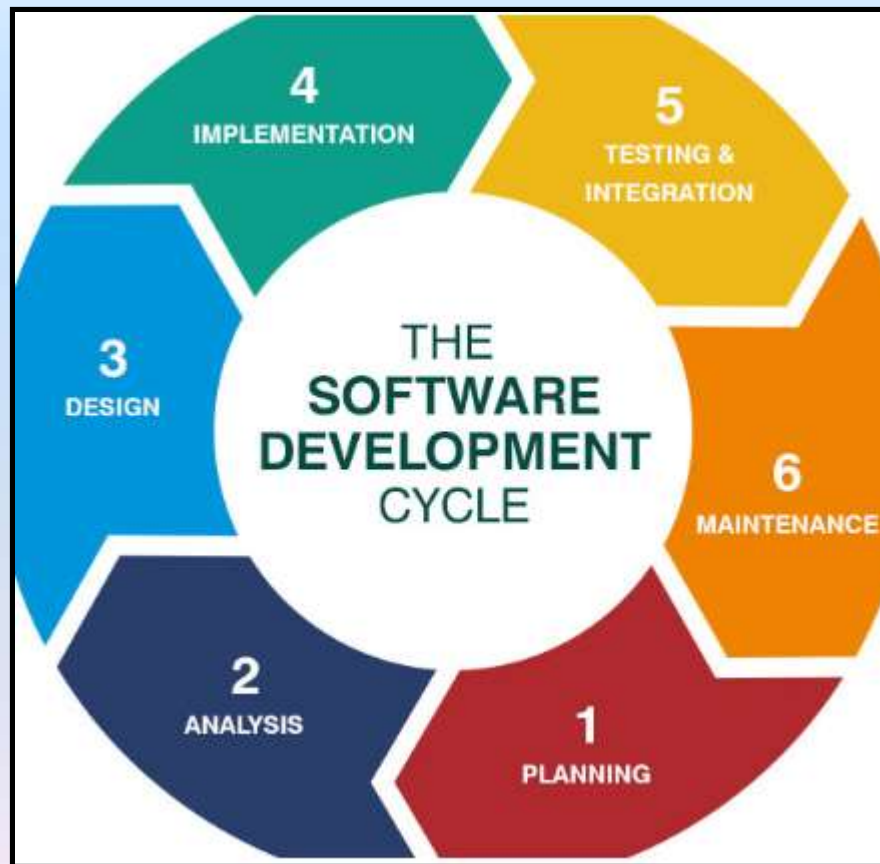 THE
SOFTWARE
DEVELOPMENT
CYCLE
1
PLANNING
2
ANALYSIS
3
DESIGN
4
IMPLEMENTATION
5
TESTING &
INTEGRATION
6
MAINTENANCE